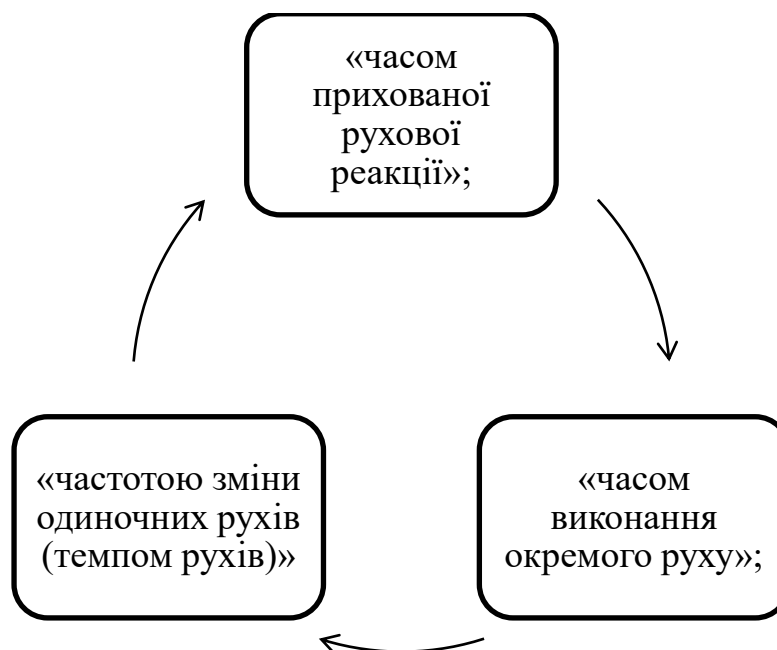 «часом
прихованої
рухової
реакції»;
«часом
виконання
окремого руху»;
«частотою зміни
одиночних рухів
(темпом рухів)»